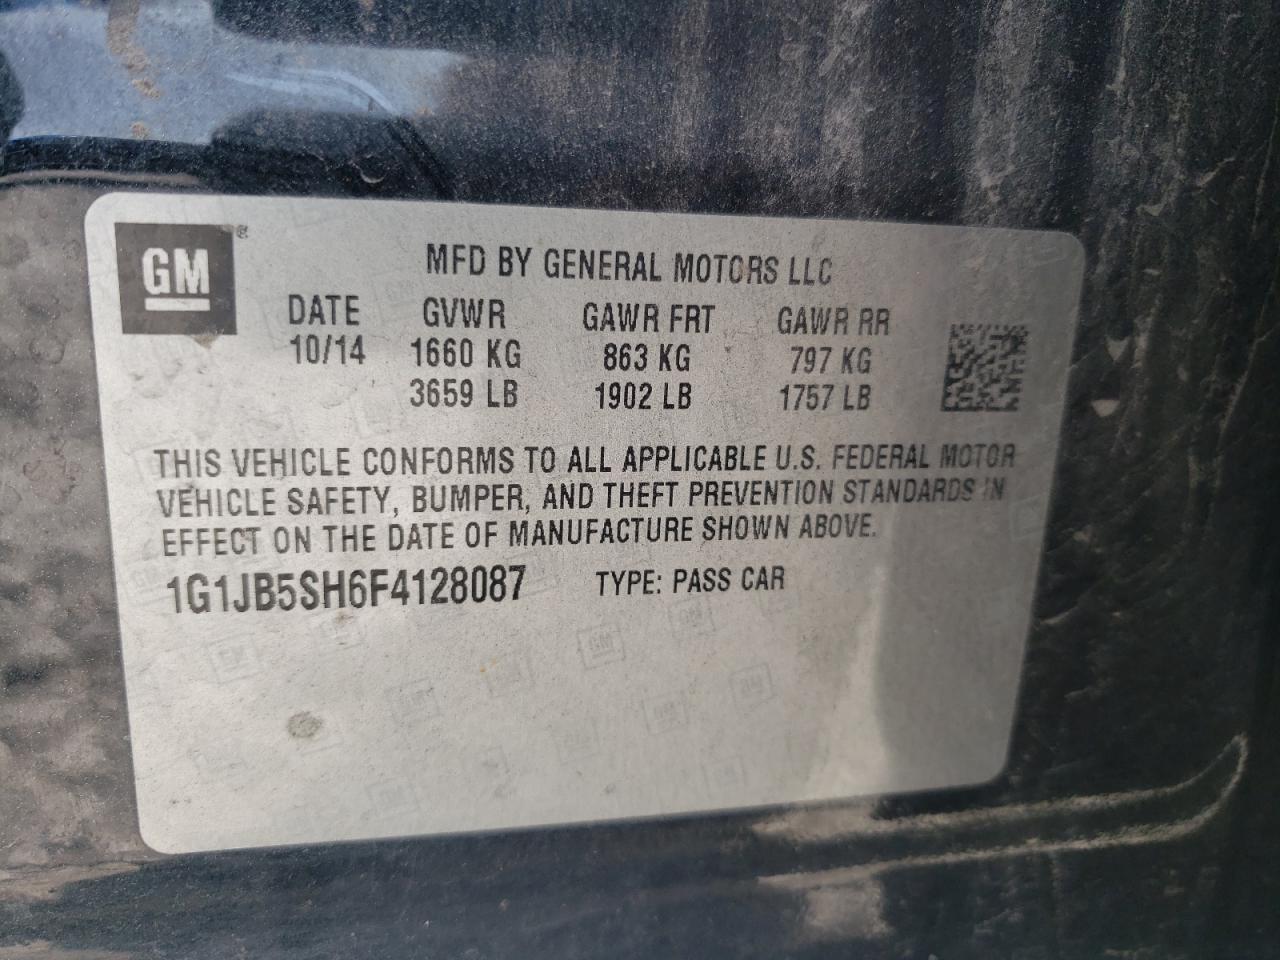 GM ®
MFD BY GENERAL MOTORS LLC
DATE GVWR GAWR FRT GAWR RR
10/14 1660 KG 863 KG 797 KG
3659 LB 1902 LB 1757 LB
THIS VEHICLE CONFORMS TO ALL APPLICABLE U.S. FEDERAL MOTOR
VEHICLE SAFETY, BUMPER, AND THEFT PREVENTION STANDARDS IN
EFFECT ON THE DATE OF MANUFACTURE SHOWN ABOVE.
1G1JB5SH6F4128087 TYPE: PASS CAR